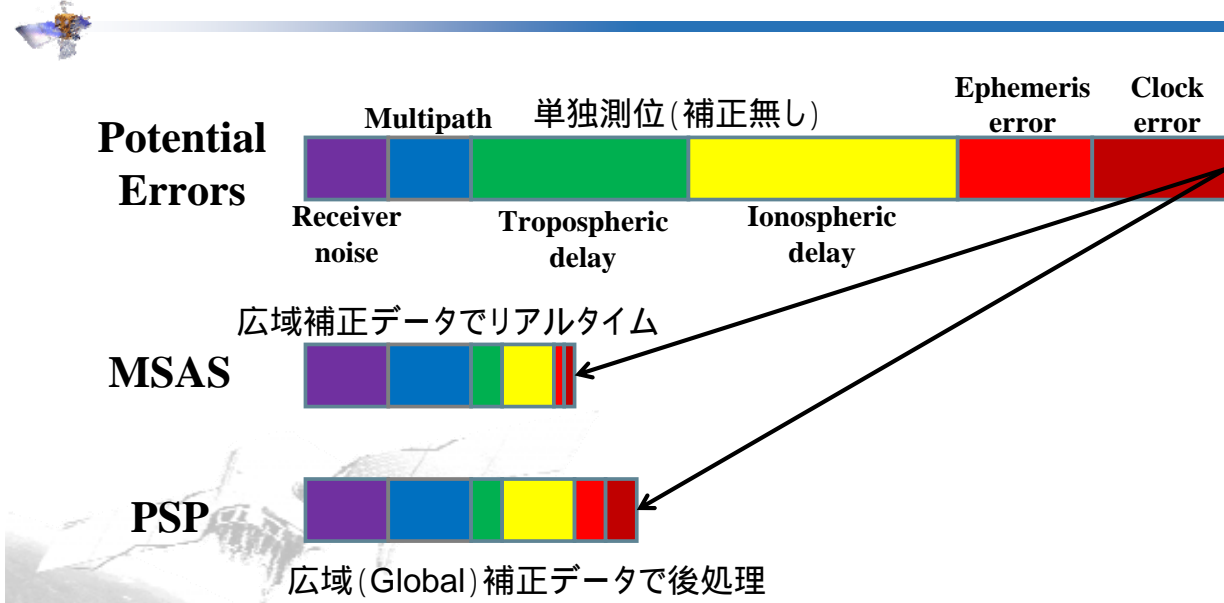 Potential
Errors
Multipath
単独測位(補正無し)
Ephemeris
error
Clock
error
Receiver
noise
Tropospheric
delay
Ionospheric
delay
広域補正データでリアルタイム
MSAS
PSP
広域(Global)補正データで後処理